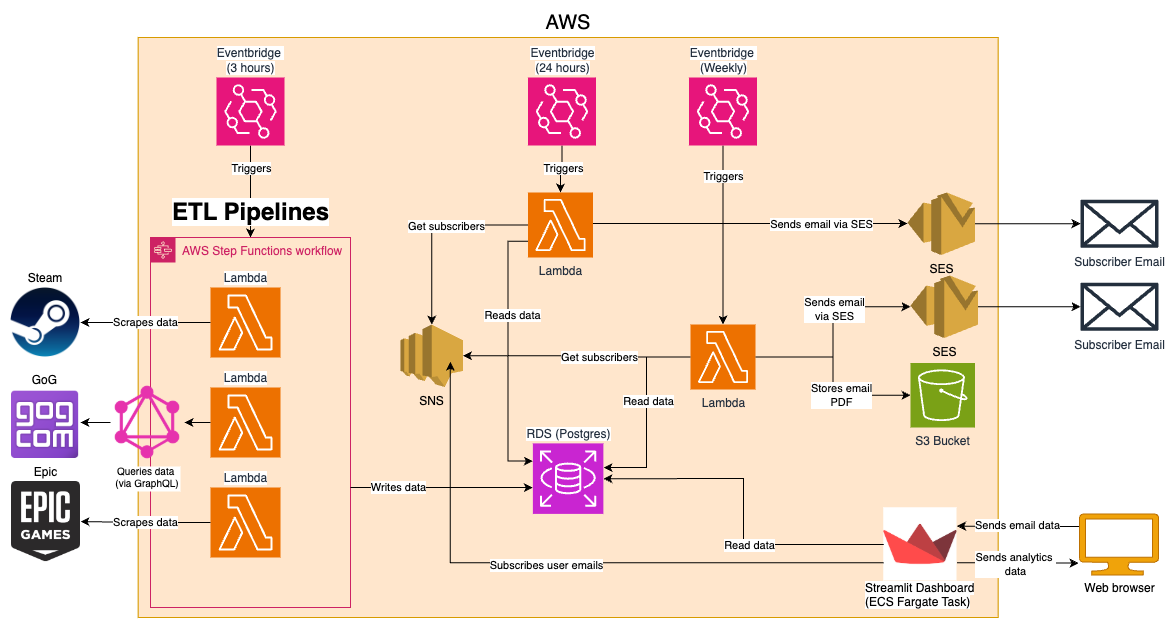 AWS
Eventbridge
(3 hours)
Eventbridge
(24 hours)
Eventbridge
(Weekly)
Triggers
Triggers
Triggers
ETL Pipelines
AWS Step Functions workflow
Get subscribers
Sends email via SES
Lambda
SES
Subscriber Email
Steam
Lambda
Scrapes data
Reads data
Sends email
via SES
SES
Subscriber Email
Get subscribers
SNS
Lambda
Read data
Stores email
PDF
S3 Bucket
GoG
gog
com
Lambda
Queries data
(via GraphQL)
RDS (Postgres)
Epic
EPIC
GAMES
Lambda
Scrapes data
Writes data
Read data
Subscribes user emails
Sends email data
Sends analytics
data
Streamlit Dashboard
(ECS Fargate Task)
Web browser